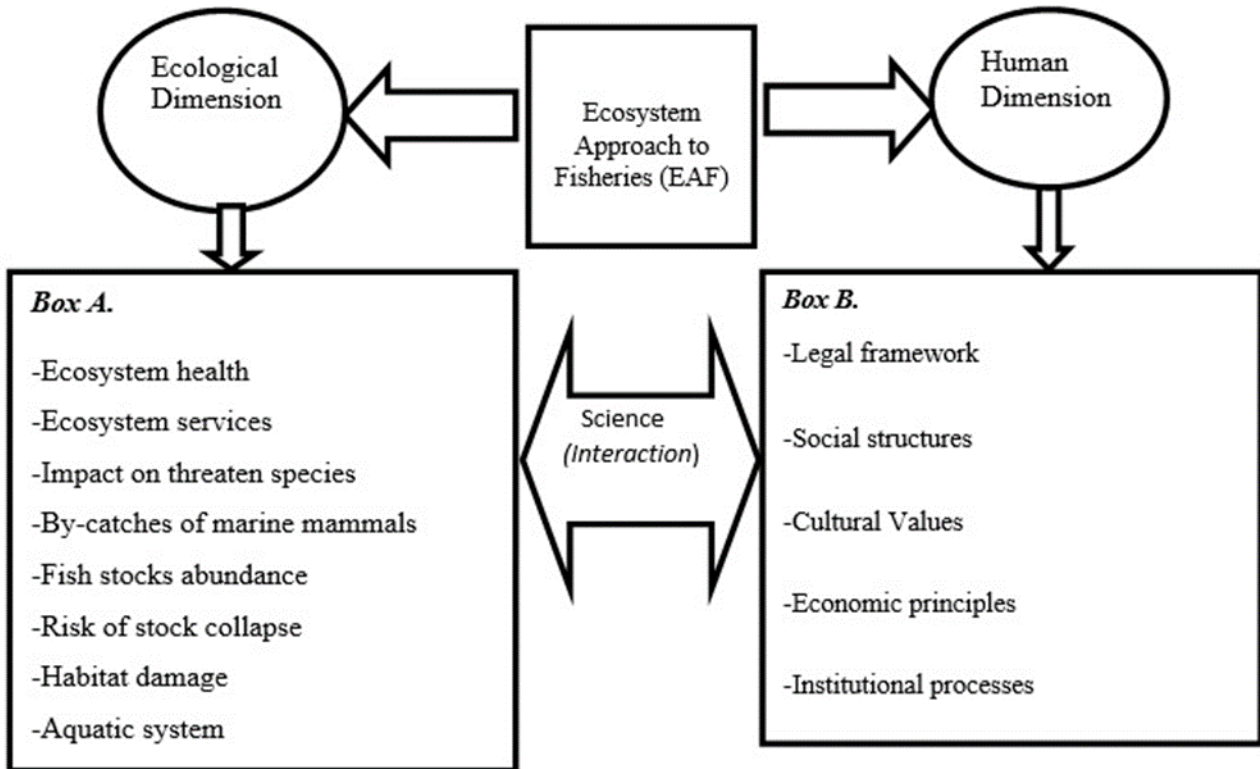 Ecological
Dimension
Ecosystem
Approach to
Fisheries (EAF)
Human
Dimension
Box A.
-Ecosystem health
-Ecosystem services
-Impact on threaten species
-By-catches of marine mammals
-Fish stocks abundance
-Risk of stock collapse
-Habitat damage
-Aquatic system
Science
(Interaction)
Box B.
-Legal framework
-Social structures
-Cultural Values
-Economic principles
-Institutional processes